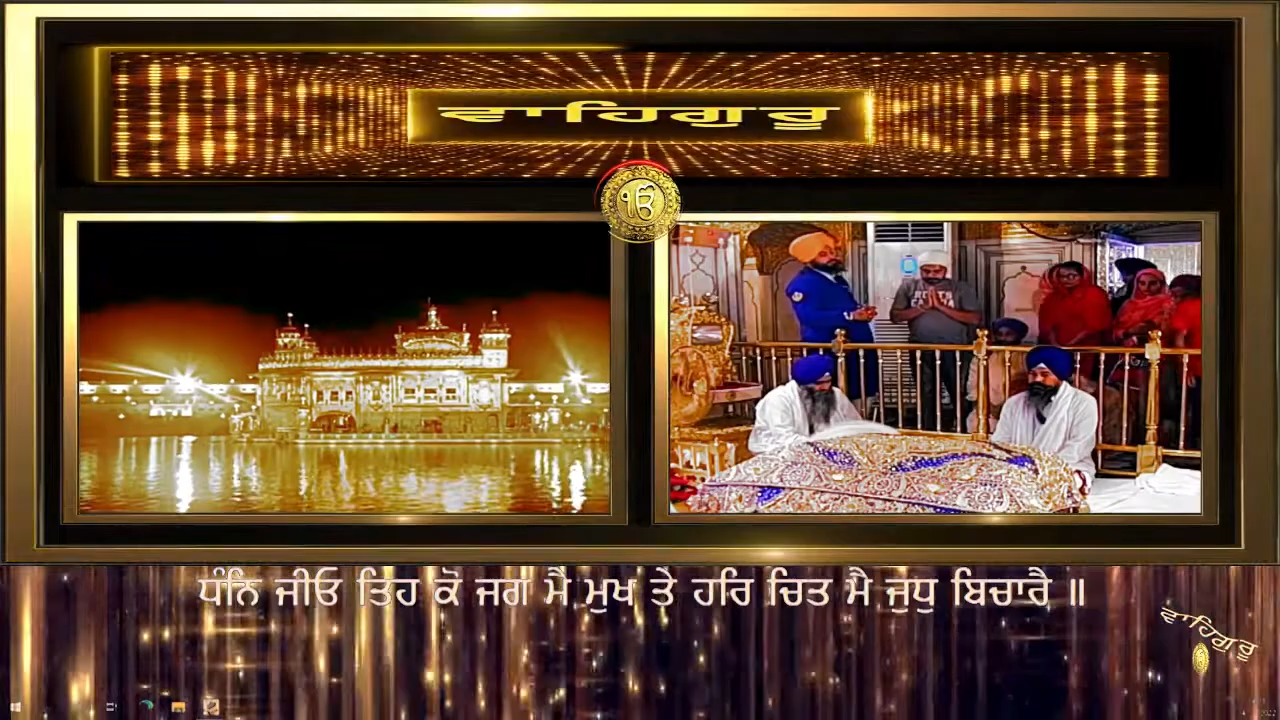 ਵਾਹਿਗੁਰੂ
ੴ
ਧੰਨਿ ਜੀਓ ਤਿਹ ਕੋ ਜਗ ਮੈ ਮੁਖ ਤੇ ਹਰਿ ਚਿਤ ਮੈ ਜੁਧੁ ਬਿਚਾਰੈ ॥
ਵਾਹਿਗੁਰੂ